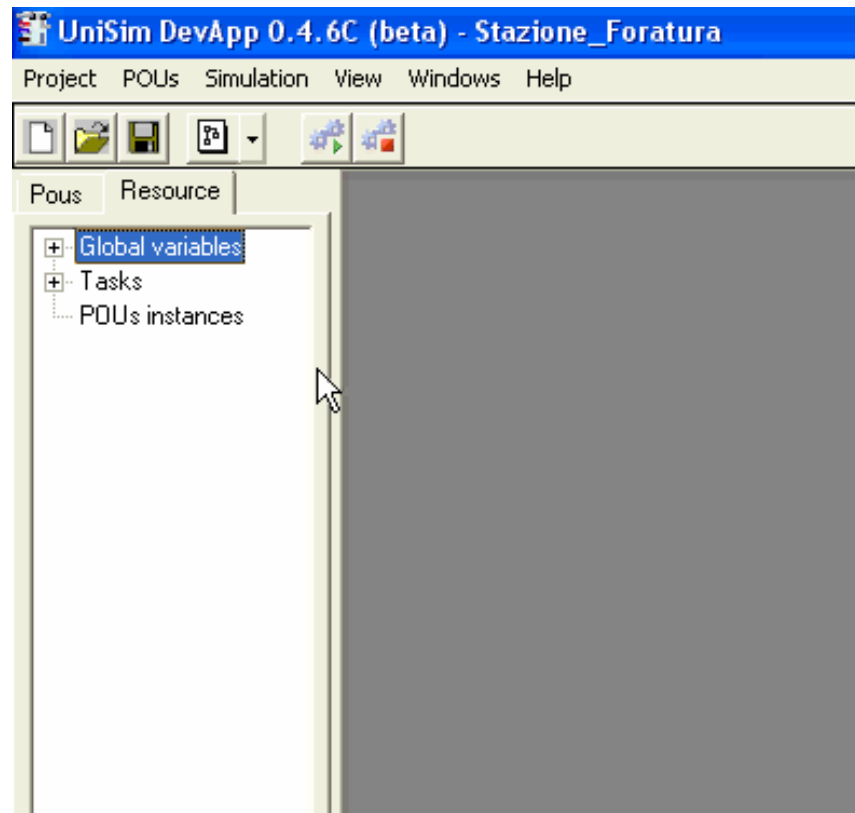 UniSim DevApp 0.4.6C (beta) - Stazione_Foratura
Project POUs Simulation View Windows Help
Pous Resource
Global variables
Tasks
POUs instances